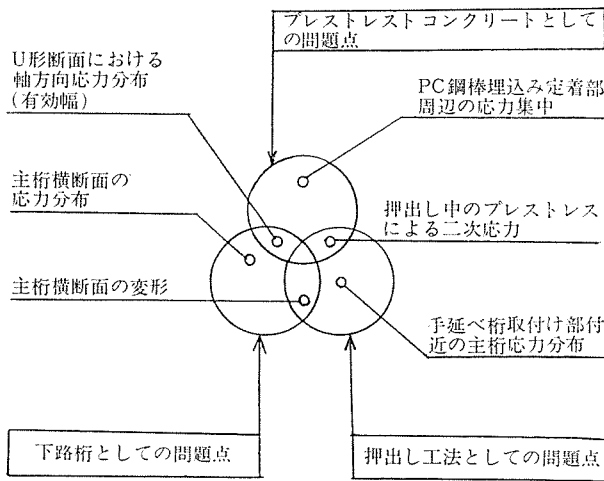 プレストレストコンクリートとして
の問題点
U形断面における
軸方向応力分布
(有効幅)
PC鋼棒埋込み定着部
周辺の応力集中
主桁横断面の
応力分布
押出し中のプレストレス
による二次応力
主桁横断面の変形
手延べ桁取付け部付
近の主桁応力分布
下路桁としての問題点
押出し工法としての問題点